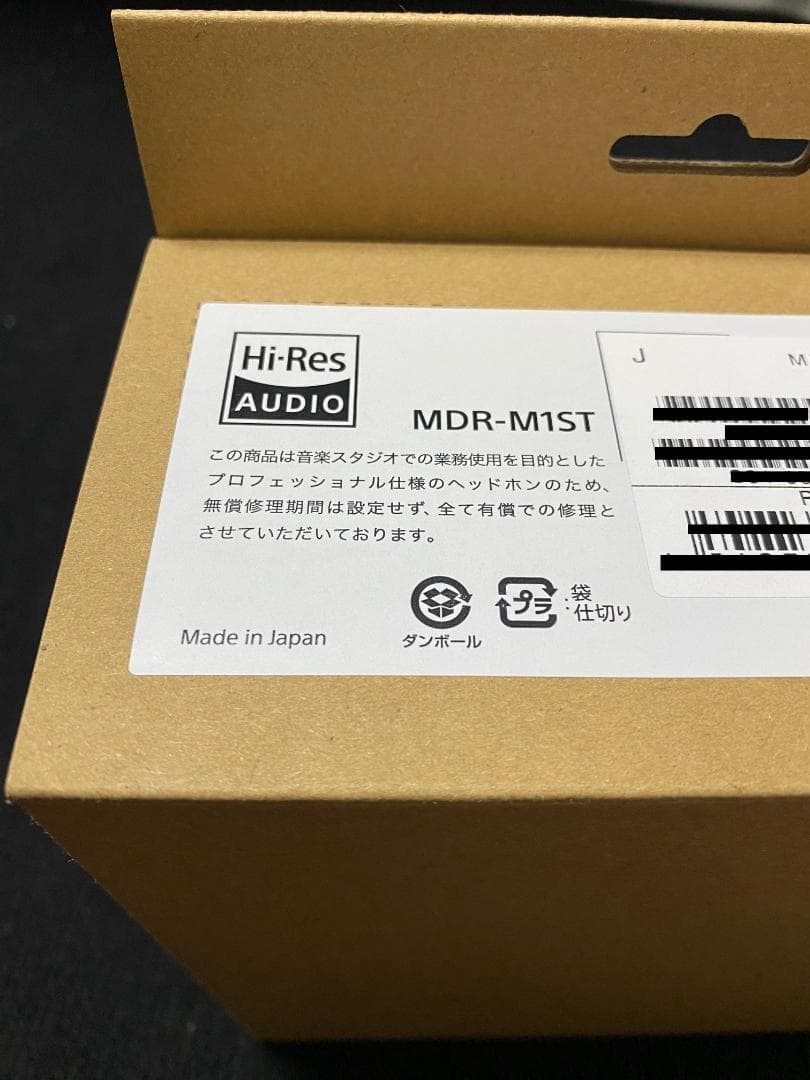 Hi-Res
AUDIO
MDR-M1ST
この商品は音楽スタジオでの業務使用を目的とした
プロフェッショナル仕様のヘッドホンのため、
無償修理期間は設定せず、全て有償での修理と
させていただいております。
Made in Japan
ダンボール
プラ
:袋
:仕切り
J
M